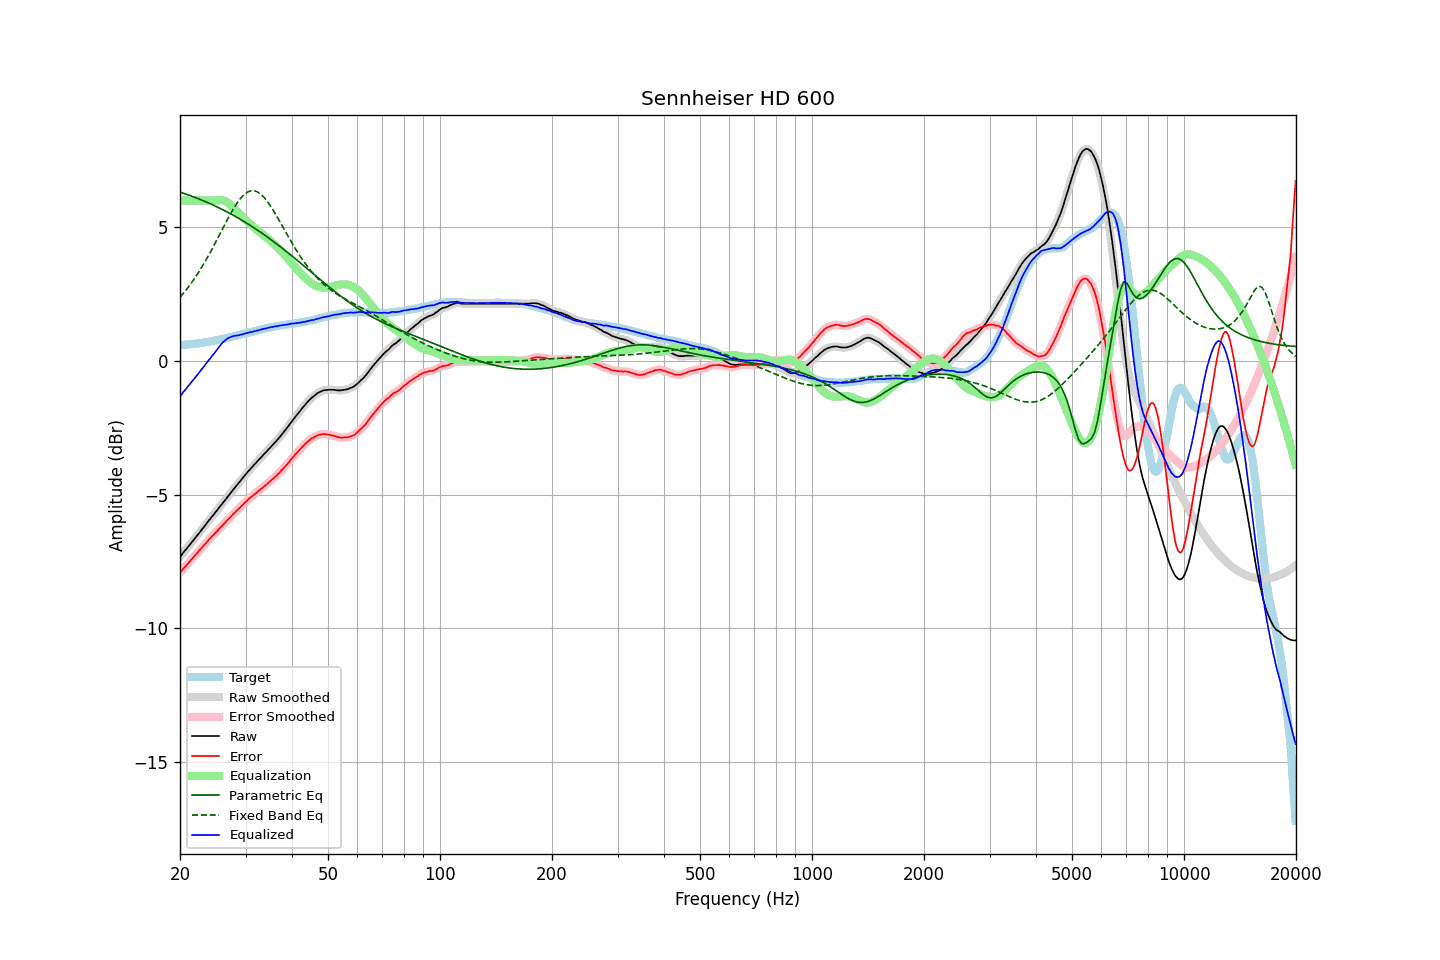 Sennheiser HD 600
Amplitude (dBr)
5
0
−5
−10
−15
Target
Raw Smoothed
Error Smoothed
Raw
Error
Equalization
Parametric Eq
Fixed Band Eq
Equalized
20 50 100 200 500 1000 2000 5000 10000 20000
Frequency (Hz)